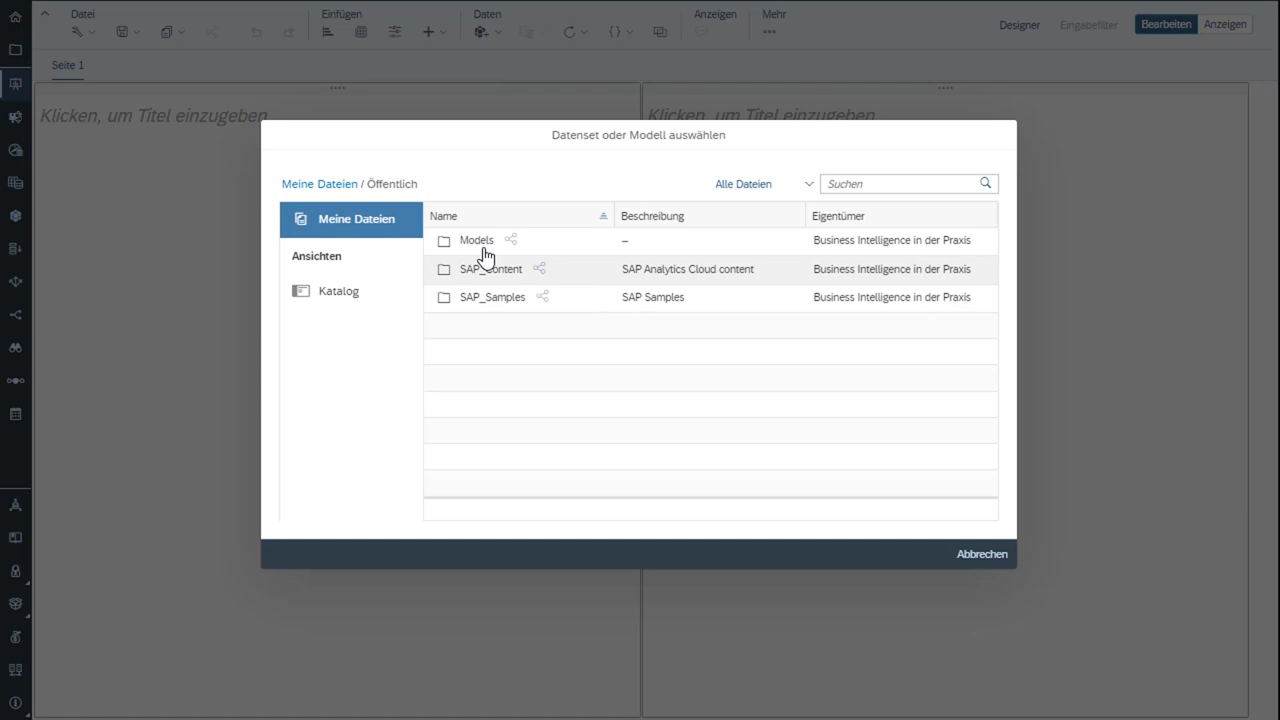 Datei
Einfügen
Daten
Anzeigen
Mehr
Designer
Eingabefilter
Bearbeiten
Anzeigen
Seite 1
Klicken, um Titel einzugeben
Klicken, um Titel einzugeben
Datenset oder Modell auswählen
Meine Dateien / Öffentlich
Alle Dateien
Suchen
Meine Dateien
Ansichten
Katalog
Name
Beschreibung
Eigentümer
Models
–
Business Intelligence in der Praxis
SAP_Content
SAP Analytics Cloud content
Business Intelligence in der Praxis
SAP_Samples
SAP Samples
Business Intelligence in der Praxis
Abbrechen